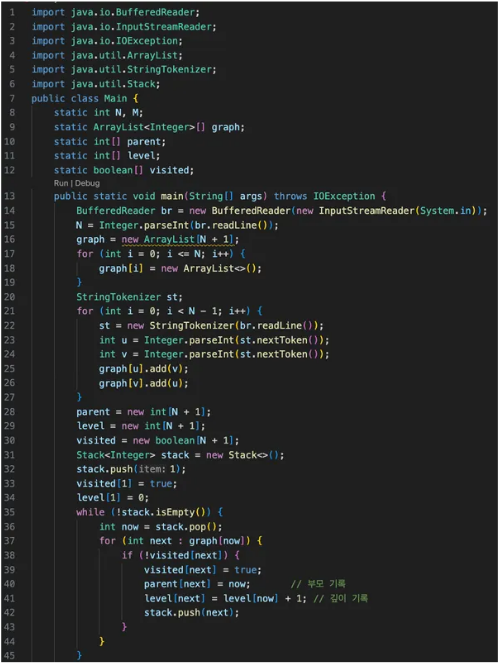 1 import java.io.BufferedReader;
2 import java.io.InputStreamReader;
3 import java.io.IOException;
4 import java.util.ArrayList;
5 import java.util.StringTokenizer;
6 import java.util.Stack;
7 public class Main {
8 static int N, M;
9 static ArrayList<Integer>[] graph;
10 static int[] parent;
11 static int[] level;
12 static boolean[] visited;
Run | Debug
13 public static void main(String[] args) throws IOException {
14 BufferedReader br = new BufferedReader(new InputStreamReader(System.in));
15 N = Integer.parseInt(br.readLine());
16 graph = new ArrayList[N + 1];
17 for (int i = 0; i <= N; i++) {
18 graph[i] = new ArrayList<>();
19 }
20 StringTokenizer st;
21 for (int i = 0; i < N - 1; i++) {
22 st = new StringTokenizer(br.readLine());
23 int u = Integer.parseInt(st.nextToken());
24 int v = Integer.parseInt(st.nextToken());
25 graph[u].add(v);
26 graph[v].add(u);
27 }
28 parent = new int[N + 1];
29 level = new int[N + 1];
30 visited = new boolean[N + 1];
31 Stack<Integer> stack = new Stack<>();
32 stack.push(item: 1);
33 visited[1] = true;
34 level[1] = 0;
35 while (!stack.isEmpty()) {
36 int now = stack.pop();
37 for (int next : graph[now]) {
38 if (!visited[next]) {
39 visited[next] = true;
40 parent[next] = now; // 부모 기록
41 level[next] = level[now] + 1; // 깊이 기록
42 stack.push(next);
43 }
44 }
45 }